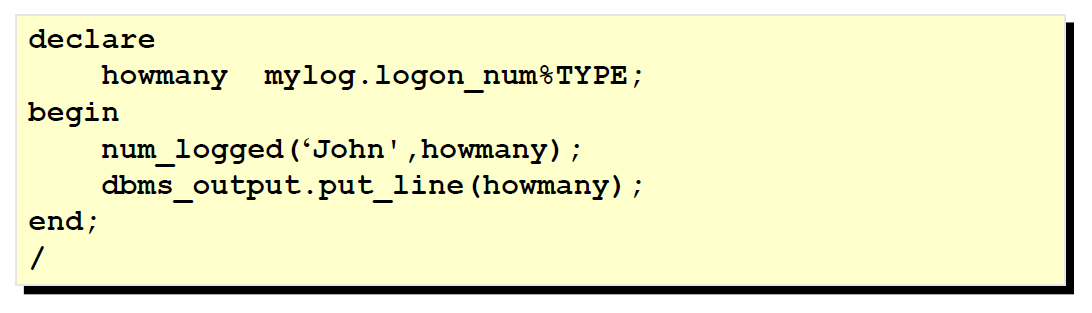 declare
    howmany  mylog.logon_num%TYPE;
begin
    num_logged(‘John',howmany);
    dbms_output.put_line(howmany);
end;
/